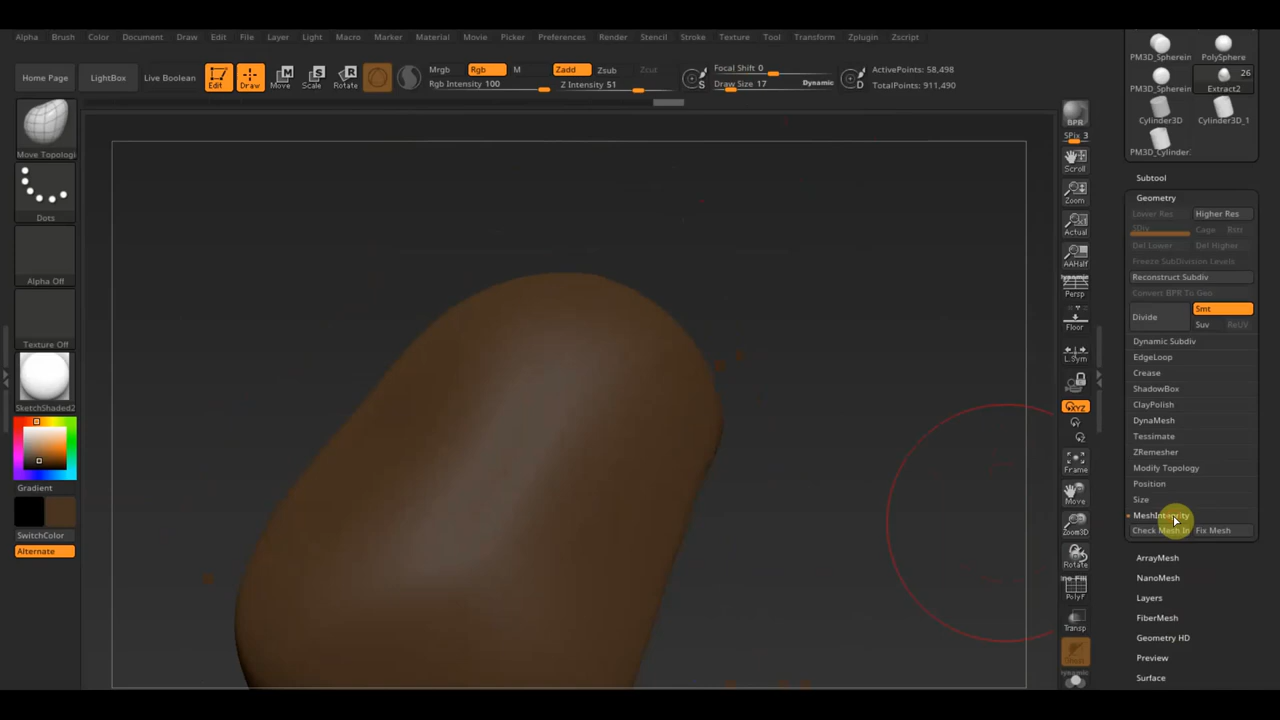 Alpha Brush Color Document Draw Edit File Layer Light Macro Marker Material Movie Picker Preferences Render Stencil Stroke Texture Tool Transform Zplugin Zscript
Home Page LightBox Live Boolean Edit Draw Move Scale Rotate
Mrgb Rgb M Zadd Zsub Zcut
Rgb Intensity 100 Z Intensity 51
S Focal Shift 0
Draw Size 17 Dynamic
D ActivePoints: 58,498
TotalPoints: 911,490
Move Topologi
Dots
Alpha Off
Texture Off
SketchShaded2
Gradient
SwitchColor
Alternate
BPR
SPix 3
Scroll
Zoom
Actual
AAHalf
Dynamic
Persp
Floor
L.Sym
XYZ
Y
Z
Frame
Move
Zoom3D
Rotate
PolyF
Transp
Dynamic
PM3D_Spherein PolySphere
26
PM3D_Spherein Extract2
Cylinder3D Cylinder3D_1
PM3D_Cylinder
Subtool
Geometry
Lower Res Higher Res
SDiv Cage Rstr
Del Lower Del Higher
Freeze SubDivision Levels
Reconstruct Subdiv
Convert BPR To Geo
Divide Smt
Suv ReUV
Dynamic Subdiv
EdgeLoop
Crease
ShadowBox
ClayPolish
DynaMesh
Tessimate
ZRemesher
Modify Topology
Position
Size
MeshIntegrity
Check Mesh In Fix Mesh
ArrayMesh
NanoMesh
Layers
FiberMesh
Geometry HD
Preview
Surface